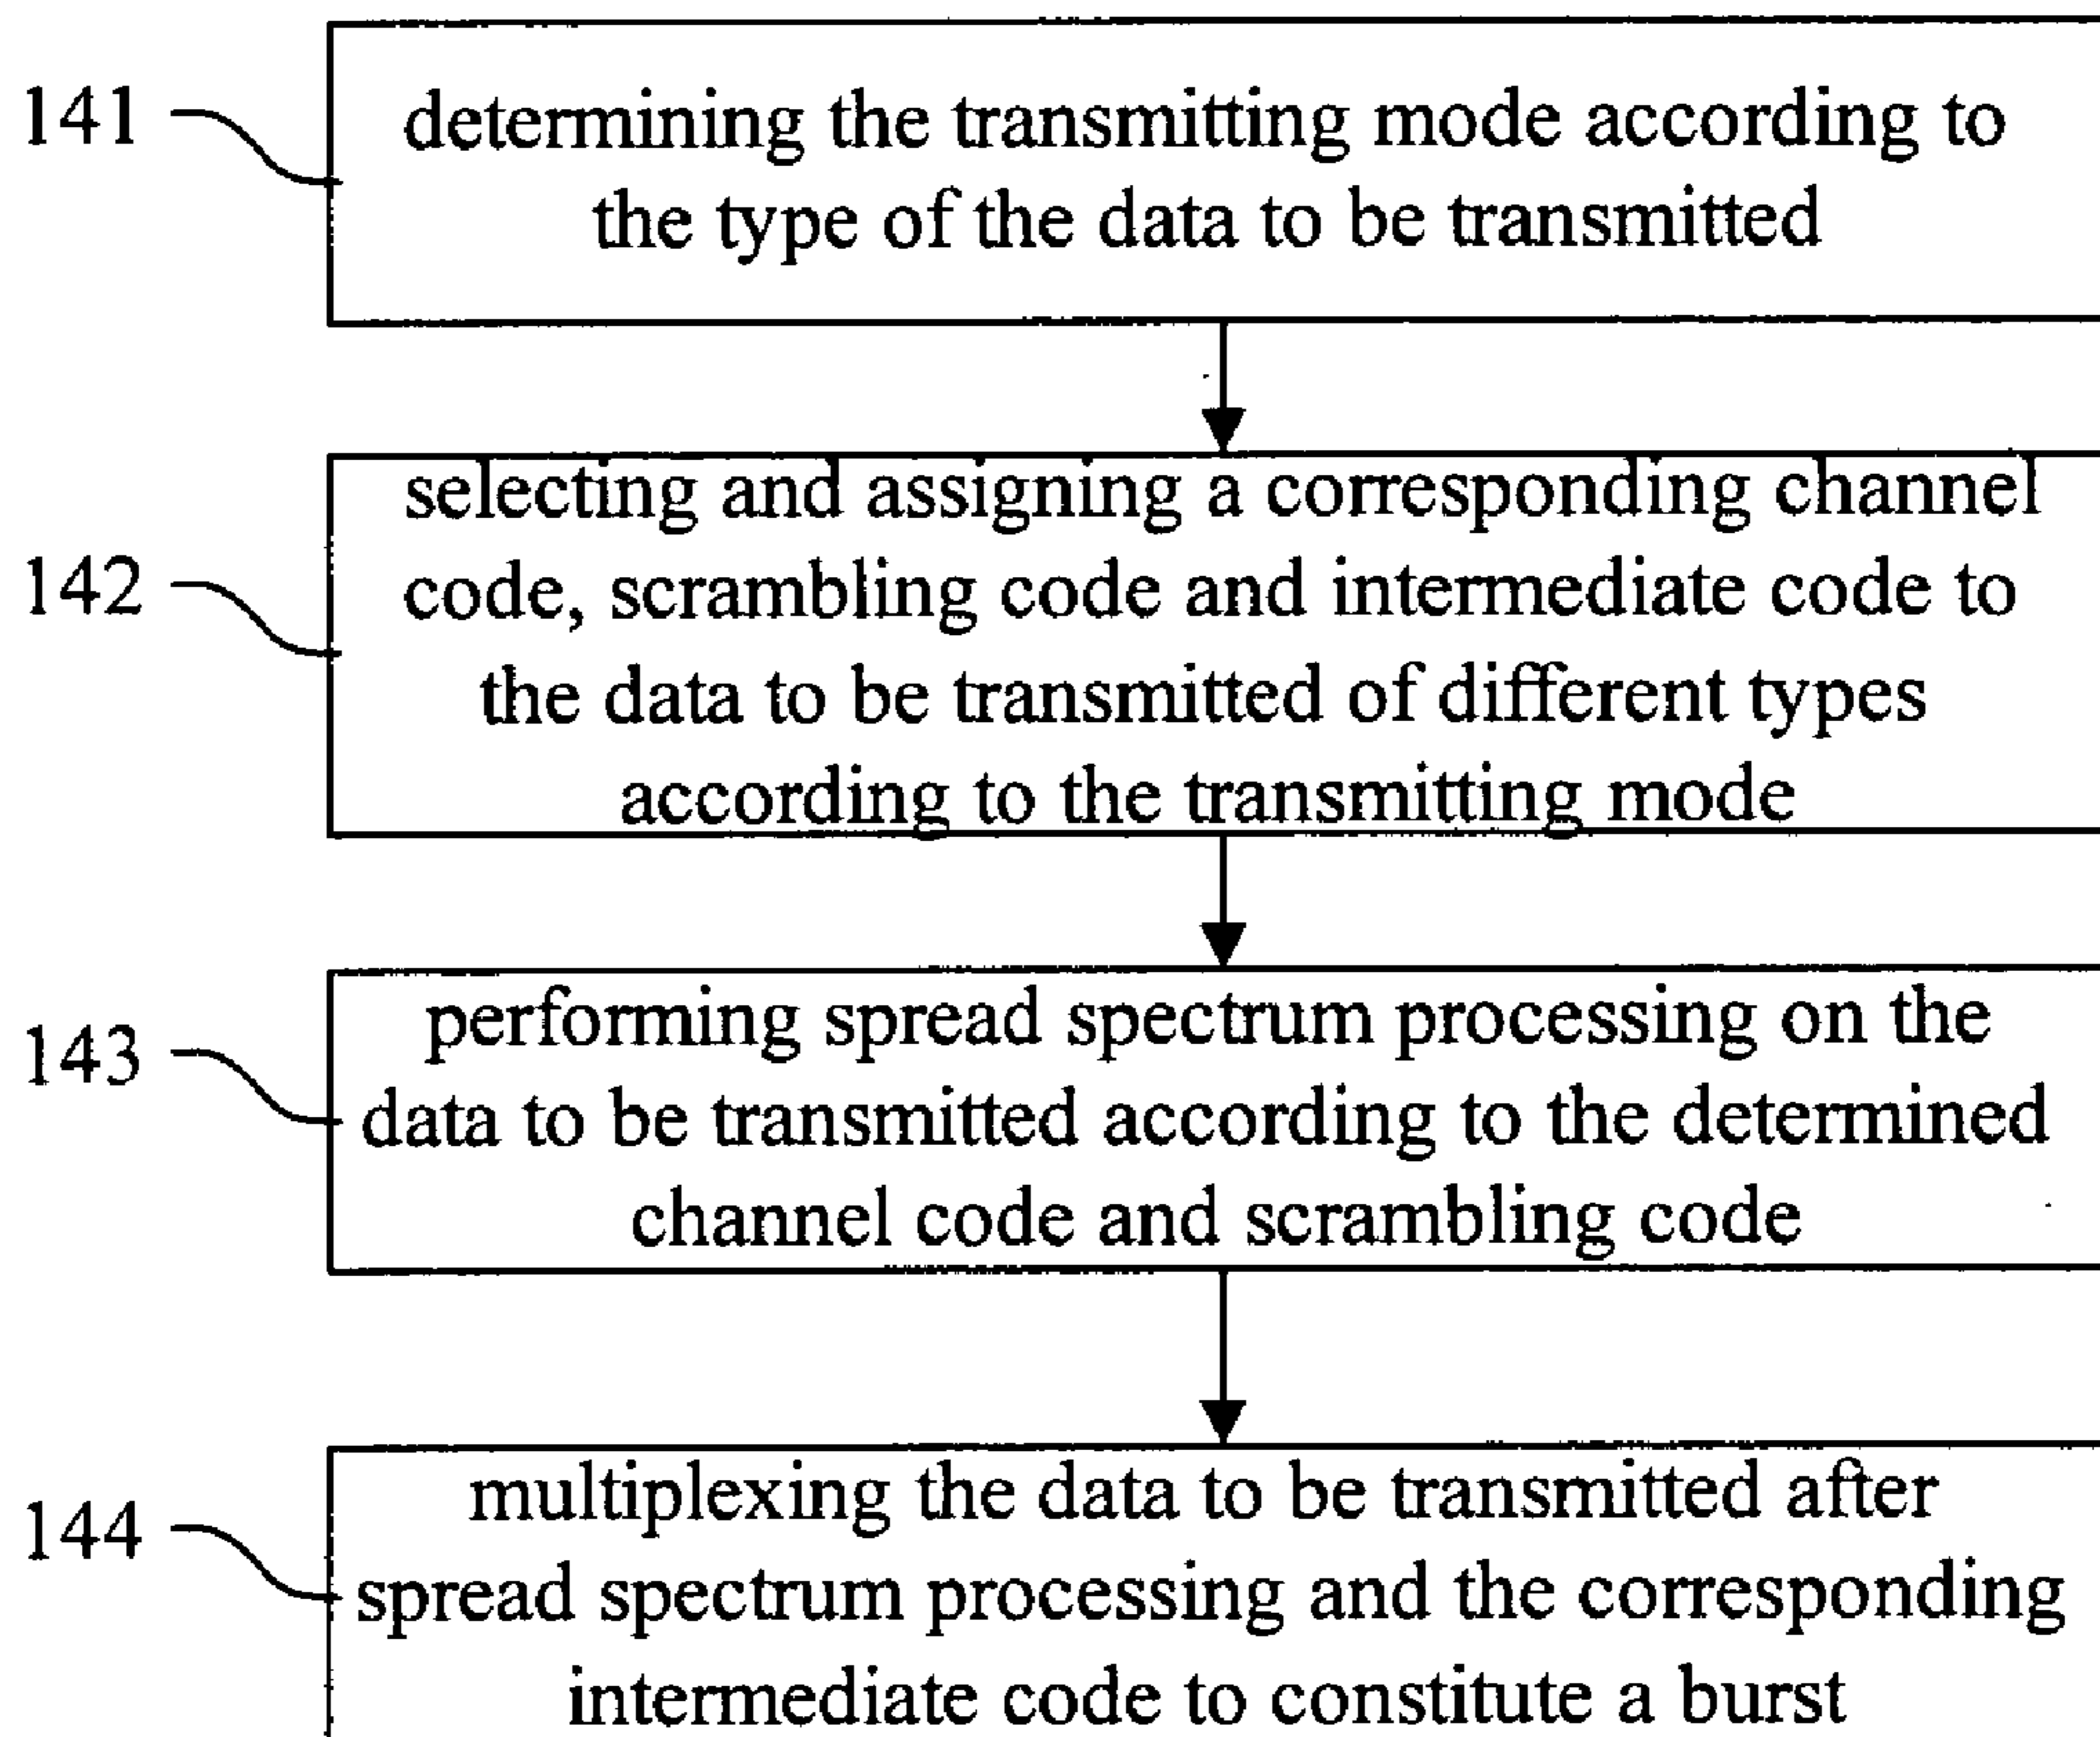 141
determining the transmitting mode according to
the type of the data to be transmitted
142
selecting and assigning a corresponding channel
code, scrambling code and intermediate code to
the data to be transmitted of different types
according to the transmitting mode
143
performing spread spectrum processing on the
data to be transmitted according to the determined
channel code and scrambling code
144
multiplexing the data to be transmitted after
spread spectrum processing and the corresponding
intermediate code to constitute a burst